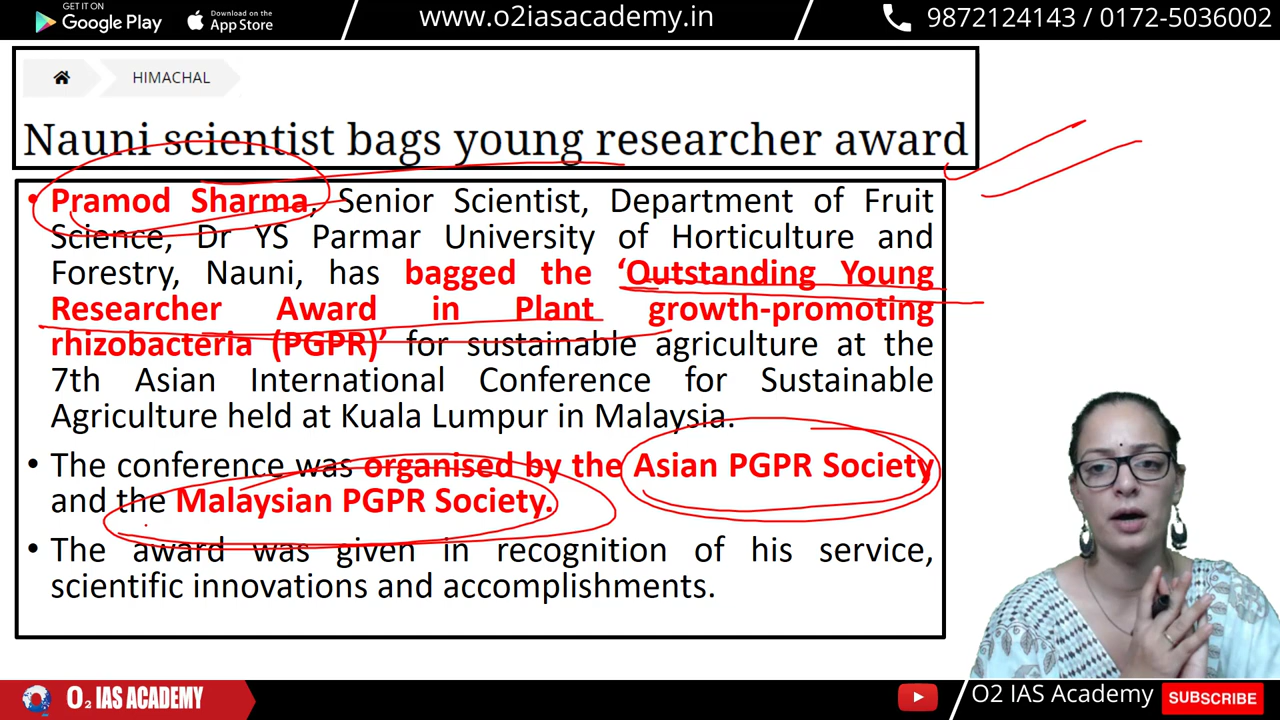 GET IT ON
Google Play
Download on the
App Store
www.o2iasacademy.in
9872124143 / 0172-5036002
HIMACHAL
Nauni scientist bags young researcher award
• Pramod Sharma, Senior Scientist, Department of Fruit
Science, Dr YS Parmar University of Horticulture and
Forestry, Nauni, has bagged the ‘Outstanding Young
Researcher Award in Plant growth-promoting
rhizobacteria (PGPR)’ for sustainable agriculture at the
7th Asian International Conference for Sustainable
Agriculture held at Kuala Lumpur in Malaysia.
• The conference was organised by the Asian PGPR Society
and the Malaysian PGPR Society.
• The award was given in recognition of his service,
scientific innovations and accomplishments.
O₂ IAS ACADEMY
O2 IAS Academy
SUBSCRIBE